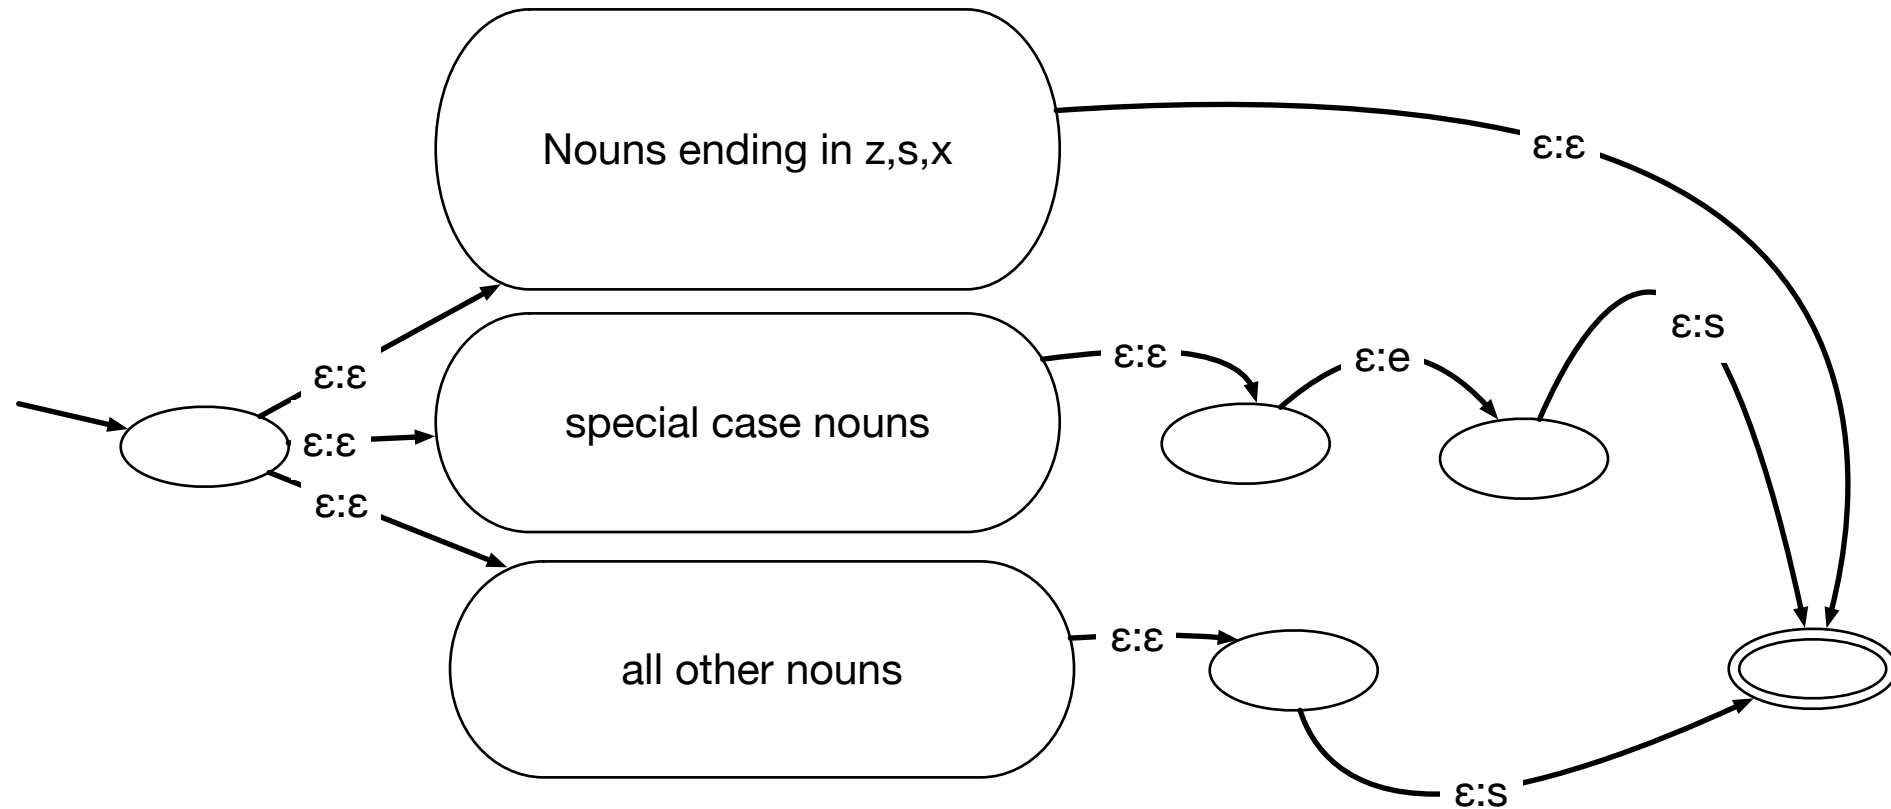 Nouns ending in z,s,x
ε:ε
ε:ε
special case nouns
ε:ε
ε:e
ε:s
ε:ε
ε:ε
ε:ε
all other nouns
ε:ε
ε:s